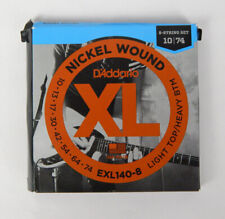 8-STRING SET
10|74
NICKEL WOUND
D'Addario
XL
10-13-17-30-42-54-64-74
EXL140-8
LIGHT TOP/HEAVY BTM